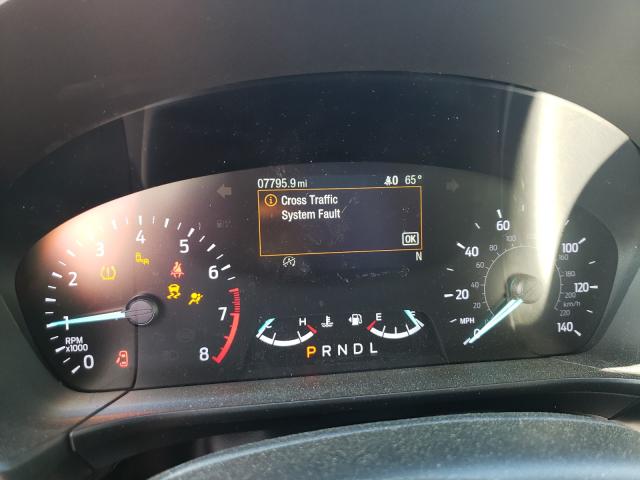 07795.9 mi 0 65°
Cross Traffic
System Fault
OK
N
0 1 2 3 4 5 6 7 8
RPM
x1000
C H E F
P R N D L
0 20 40 60 80 100 120 140
MPH